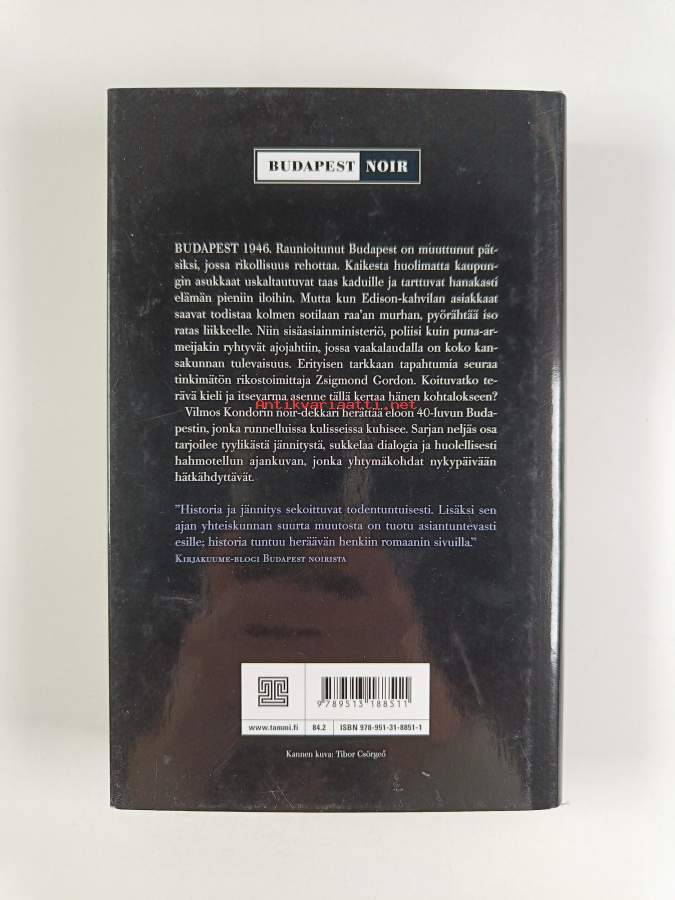 BUDAPEST NOIR
BUDAPEST 1946. Raunioitunut Budapest on muuttunut pät-
siksi, jossa rikollisuus rehottaa. Kaikesta huolimatta kaupun-
gin asukkaat uskaltautuvat taas kaduille ja tarttuvat hanakasti
elämän pieniin iloihin. Mutta kun Edison-kahvilan asiakkaat
saavat todistaa kolmen sotilaan raa'an murhan, pyörähtää iso
ratas liikkeelle. Niin sisäasiainministeriö, poliisi kuin puna-ar-
meijakin ryhtyvät ajojahtiin, jossa vaakalaudalla on koko kan-
sakunnan tulevaisuus. Erityisen tarkkaan tapahtumia seuraa
tinkimätön rikostoimittaja Zsigmond Gordon. Koituvatko te-
rävä kieli ja itsevarma asenne tällä kertaa hänen kohtalokseen?
Antikvariaatti.net
Vilmos Kondorin noir-dekkari herättää eloon 40-luvun Buda-
pestin, jonka runnelluissa kulisseissa kuhisee. Sarjan neljäs osa
tarjoilee tyylikästä jännitystä, sukkelaa dialogia ja huolellisesti
hahmotellun ajankuvan, jonka yhtymäkohdat nykypäivään
hätkähdyttävät.
"Historia ja jännitys sekoittuvat todentuntuisesti. Lisäksi sen
ajan yhteiskunnan suurta muutosta on tuotu asiantuntevasti
esille; historia tuntuu heräävän henkiin romaanin sivuilla."
KIRJAKUUME-BLOGI BUDAPEST NOIRISTA
9 789513 188511
www.tammi.fi 84.2 ISBN 978-951-31-8851-1
Kannen kuva: Tibor Csörgeő